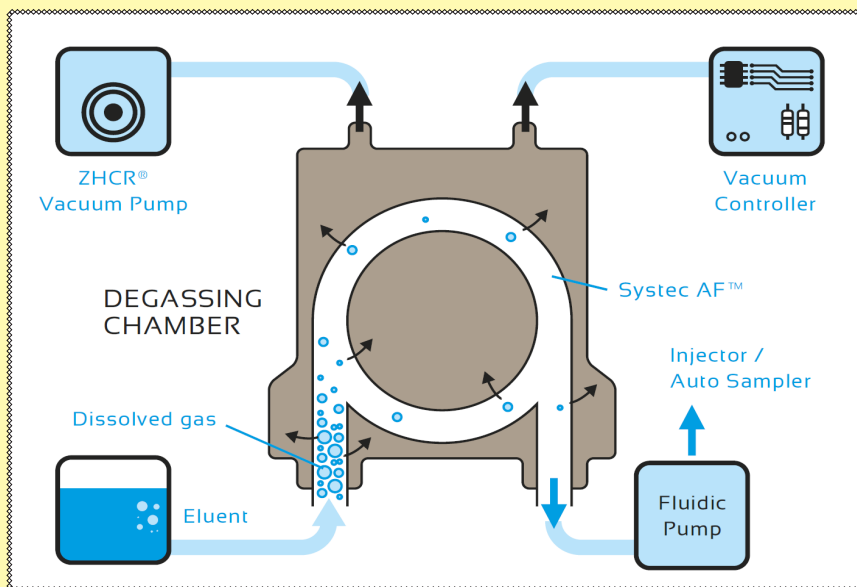 ZHCR®
Vacuum Pump
Vacuum
Controller
DEGASSING
CHAMBER
Systec AF™
Injector /
Auto Sampler
Dissolved gas
Eluent
Fluidic
Pump